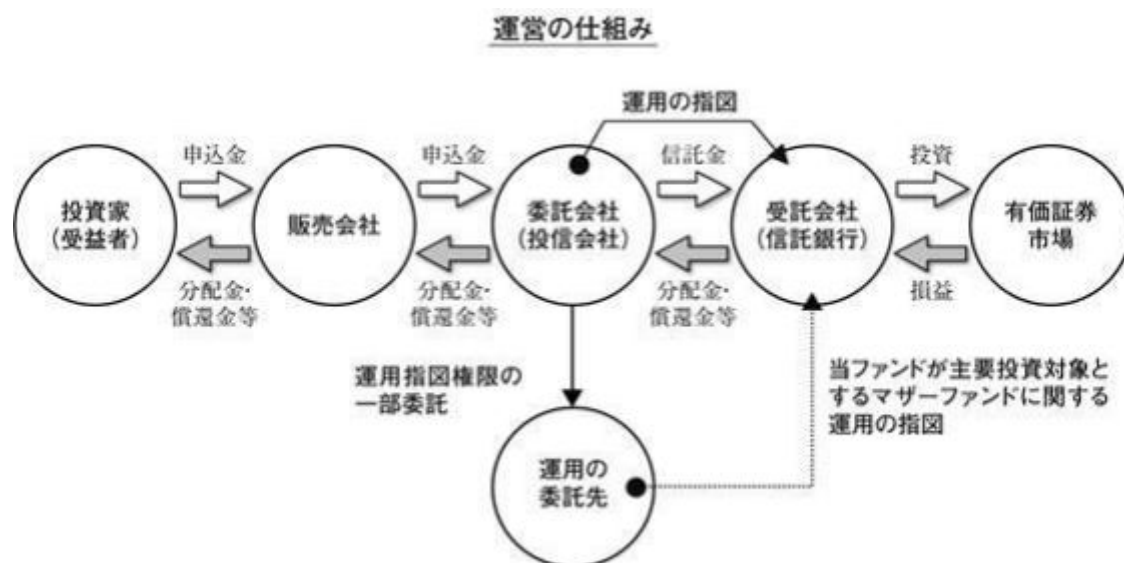 運営の仕組み
運用の指図
申込金
申込金
信託金
投資
投資家
(受益者)
販売会社
委託会社
(投信会社)
受託会社
(信託銀行)
有価証券
市場
分配金・
償還金等
分配金・
償還金等
分配金・
償還金等
損益
運用指図権限の
一部委託
当ファンドが主要投資対象と
するマザーファンドに関する
運用の指図
運用の
委託先